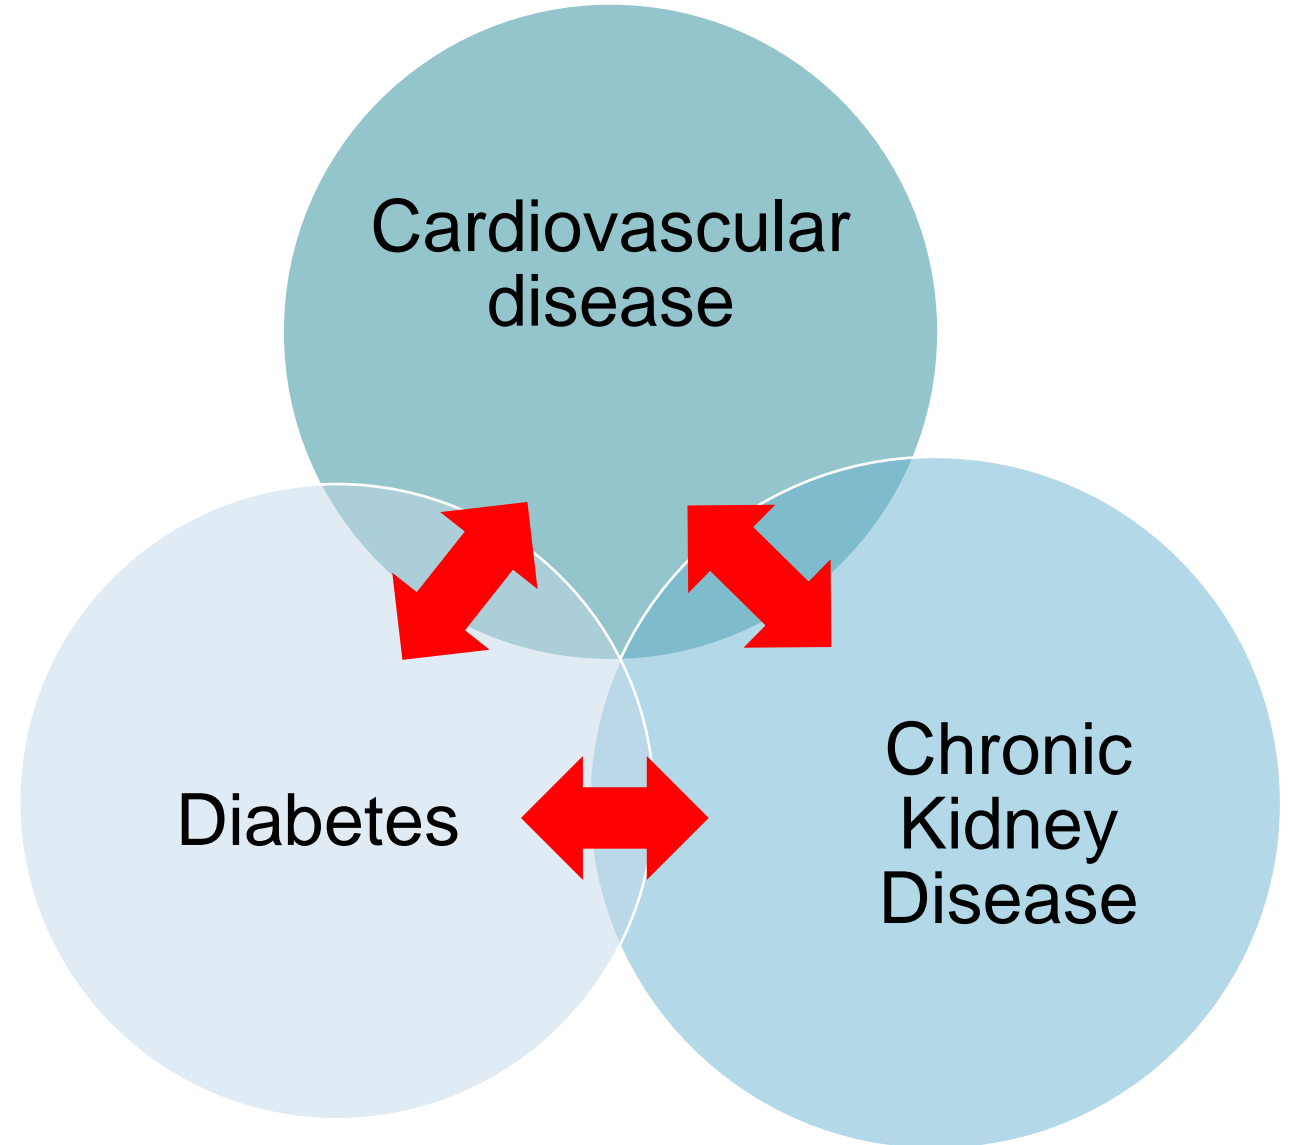 Cardiovascular
disease
Diabetes
Chronic
Kidney
Disease